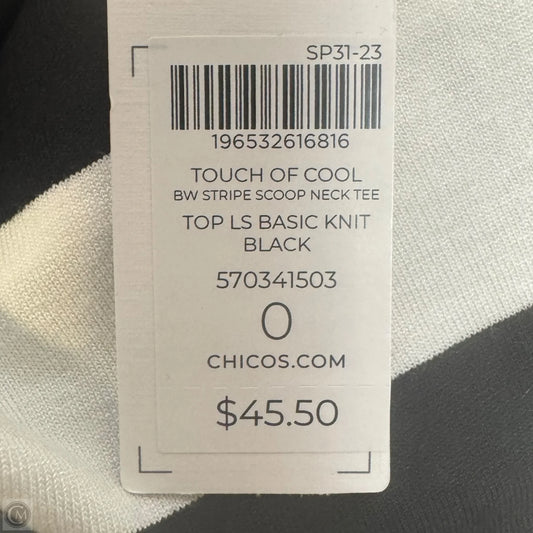 SP31-23
196532616816
TOUCH OF COOL
BW STRIPE SCOOP NECK TEE
TOP LS BASIC KNIT
BLACK
570341503
0
CHICOS.COM
$45.50